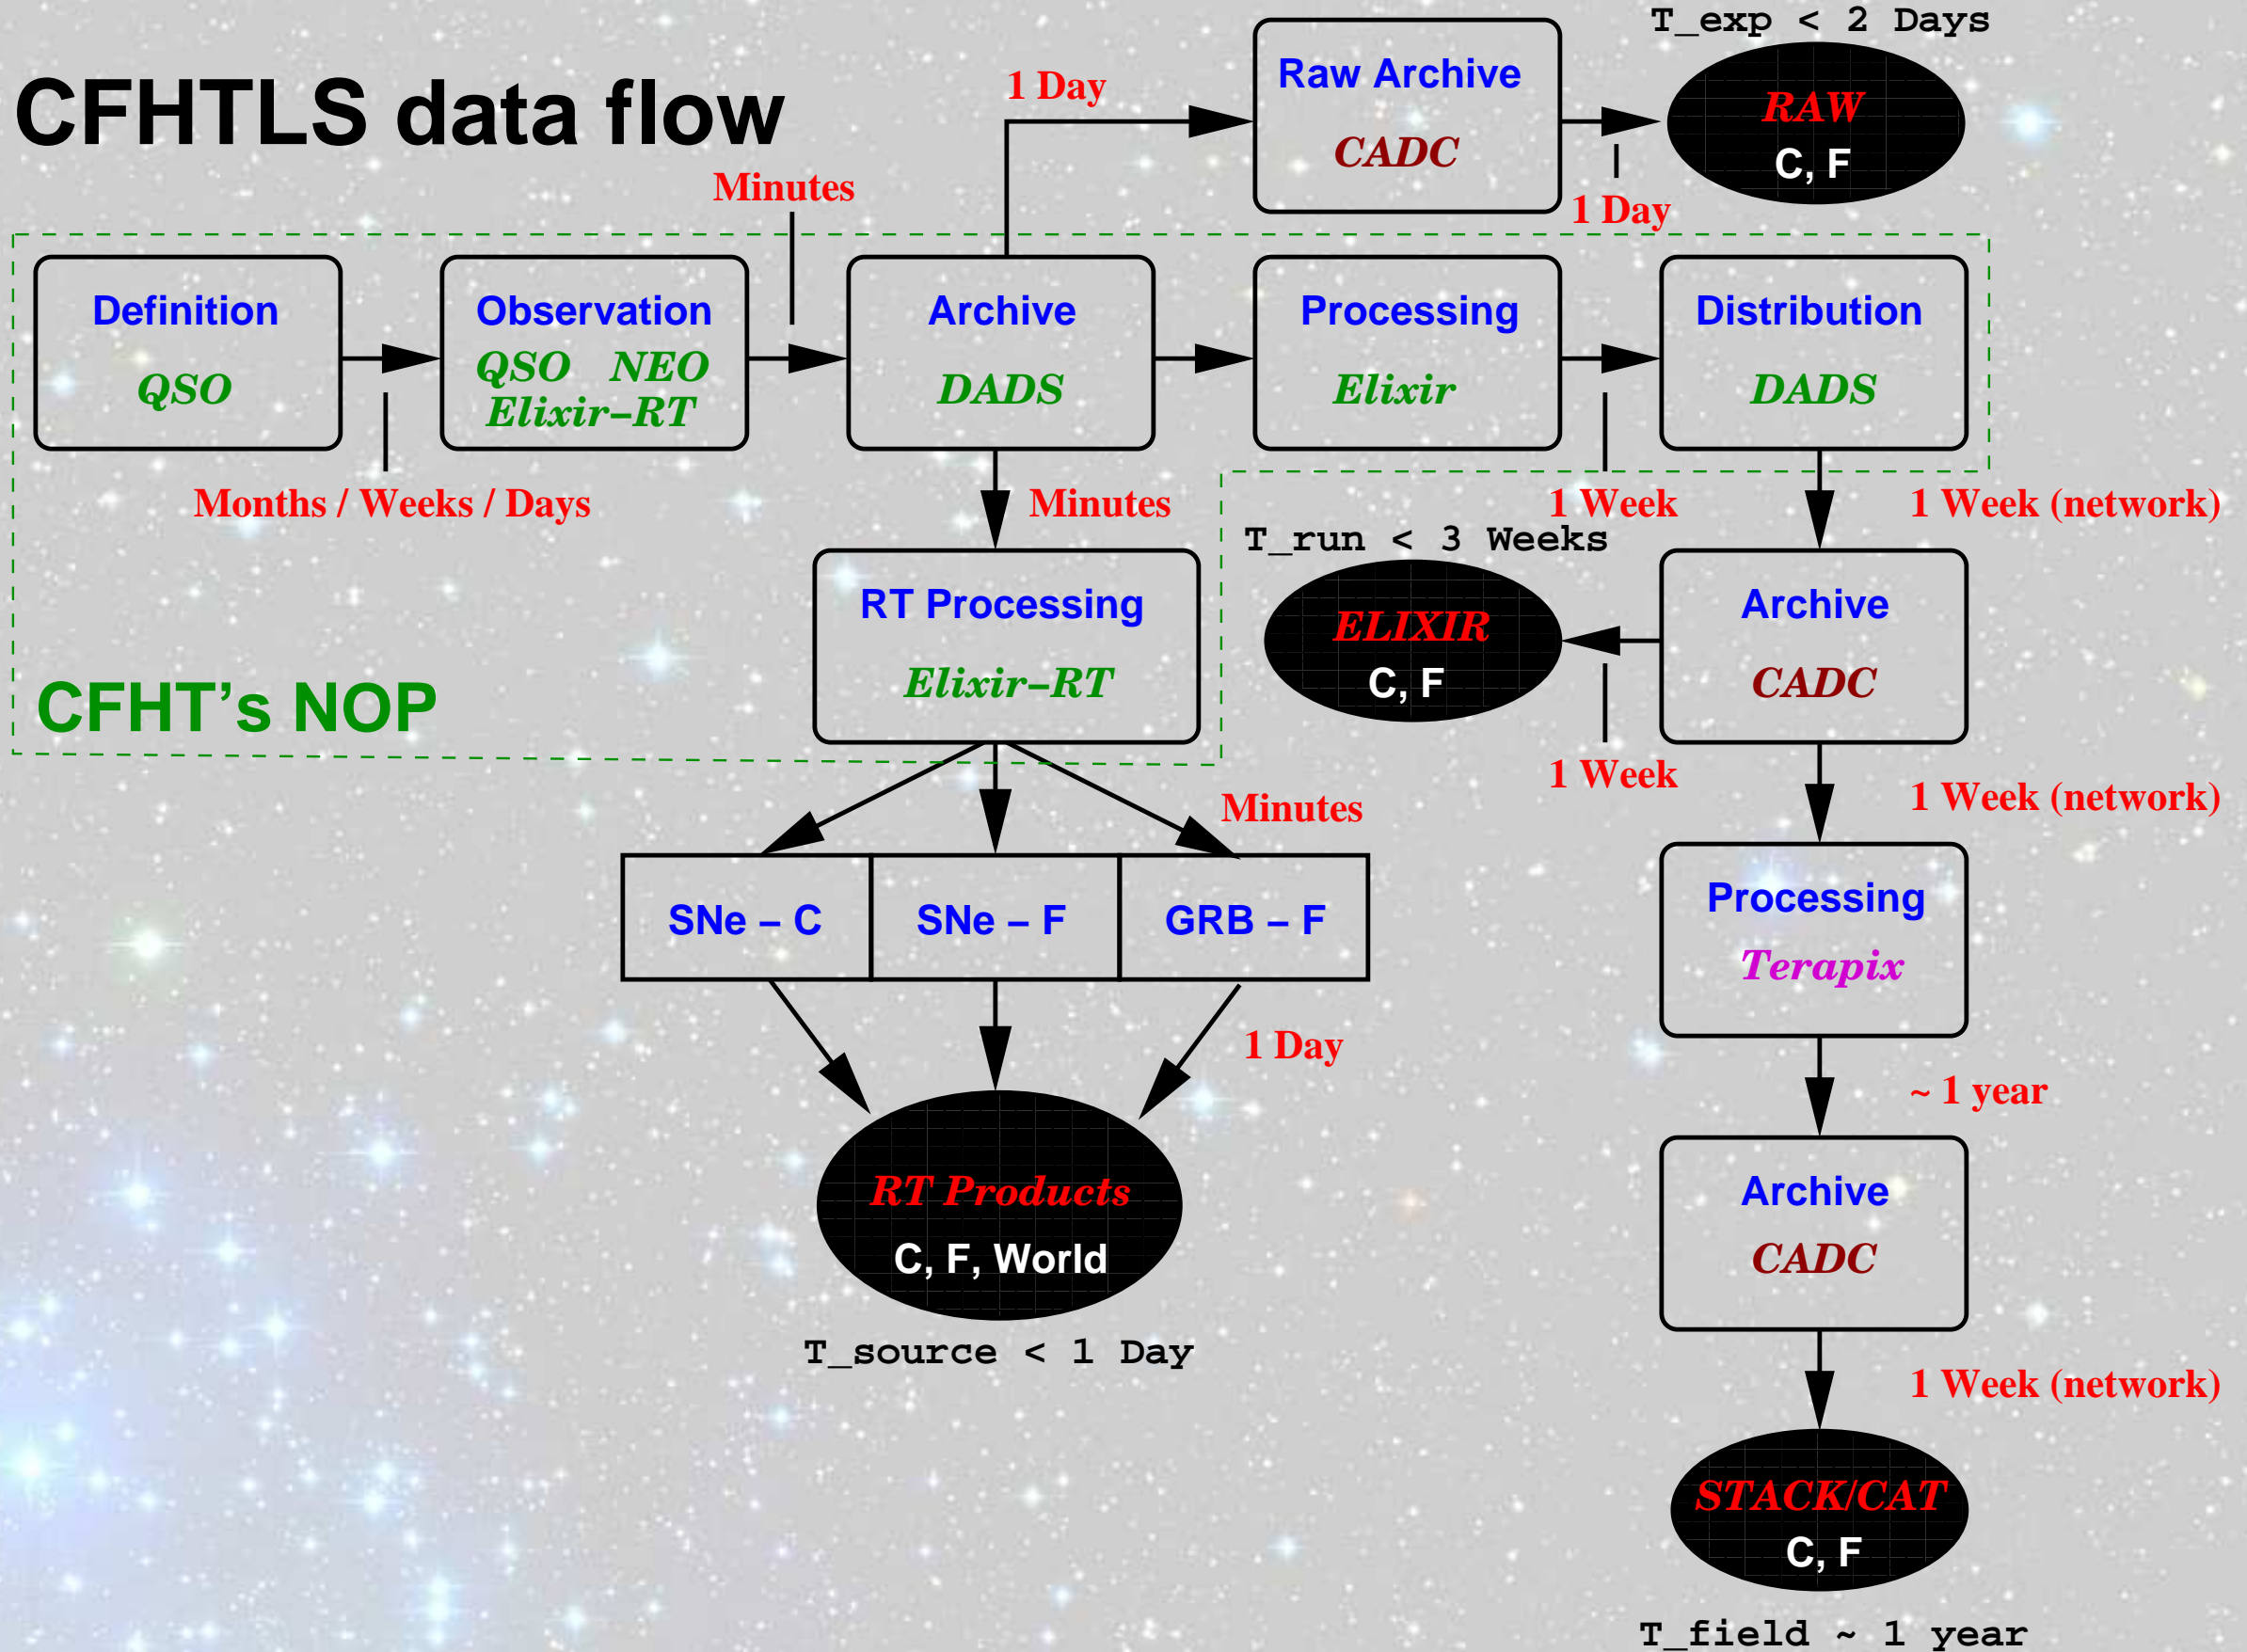 T_exp < 2 Days
CFHTLS data flow
1 Day
Raw Archive
CADC
RAW
C, F
Minutes
1 Day
Definition
QSO
Observation
QSO NEO
Elixir–RT
Archive
DADS
Processing
Elixir
Distribution
DADS
Months / Weeks / Days
Minutes
1 Week
1 Week (network)
T_run < 3 Weeks
RT Processing
Elixir–RT
ELIXIR
C, F
Archive
CADC
CFHT's NOP
1 Week
1 Week (network)
Minutes
SNe – C
SNe – F
GRB – F
Processing
Terapix
1 Day
~ 1 year
RT Products
C, F, World
Archive
CADC
T_source < 1 Day
1 Week (network)
STACK/CAT
C, F
T_field ~ 1 year